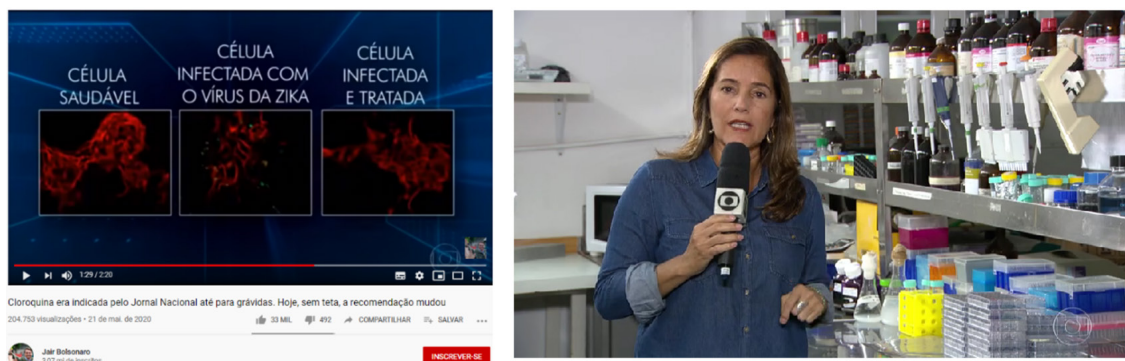 CÉLULA
SAUDÁVEL
CÉLULA
INFECTADA COM
O VÍRUS DA ZIKA
CÉLULA
INFECTADA
E TRATADA
1:29 / 2:20
Cloroquina era indicada pelo Jornal Nacional até para grávidas. Hoje, sem teta, a recomendação mudou
204.753 visualizações • 21 de mai. de 2020
33 MIL
492
COMPARTILHAR
SALVAR
Jair Bolsonaro
INSCREVER-SE